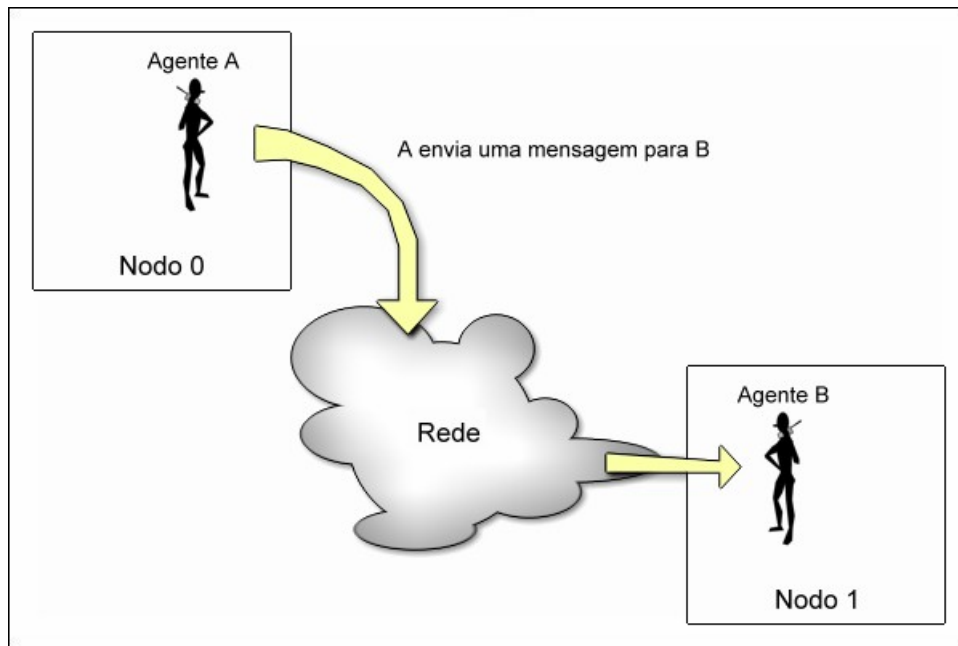 Agente A
A envia uma mensagem para B
Nodo 0
Rede
Agente B
Nodo 1